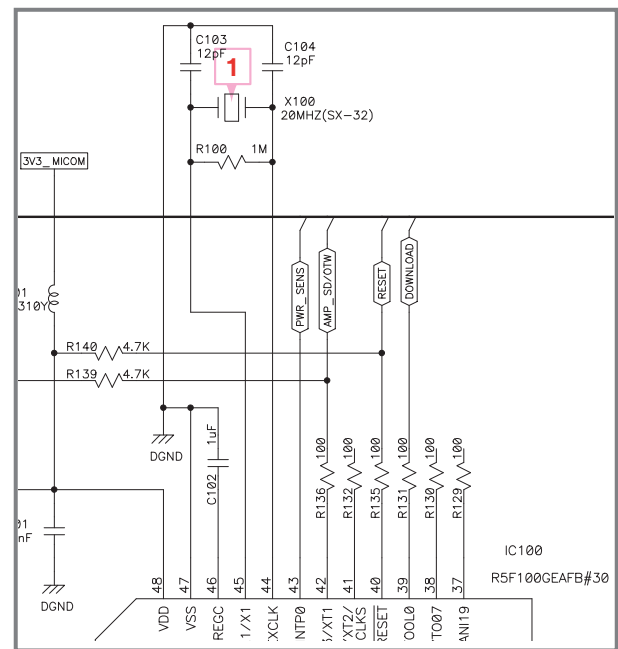 C103
12pF
C104
12pF
1
X100
20MHZ(SX-32)
R100 1M
3V3_MICOM
PWR_SENS
AMP_SD/OTW
RESET
DOWNLOAD
01
310Y
R140 4.7K
R139 4.7K
DGND
1uF
C102
R136 100
R132 100
R135 100
R131 100
R130 100
R129 100
01
nF
DGND
IC100
R5F100GEAFB#30
48
47
46
45
44
43
42
41
40
39
38
37
VDD
VSS
REGC
1/X1
XCLK
NTP0
/XT1
XT2/
CLKS
RESET
OOL0
TO07
ANI19